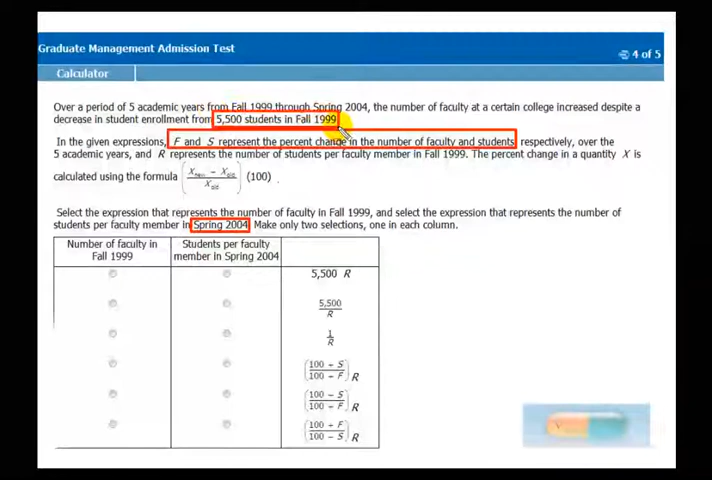 Graduate Management Admission Test
4 of 5
Calculator
Over a period of 5 academic years from Fall 1999 through Spring 2004, the number of faculty at a certain college increased despite a
decrease in student enrollment from 5,500 students in Fall 1999
In the given expressions, F and S represent the percent change in the number of faculty and students, respectively, over the
5 academic years, and R represents the number of students per faculty member in Fall 1999. The percent change in a quantity X is
calculated using the formula (X new − X old / X old) (100) .
Select the expression that represents the number of faculty in Fall 1999, and select the expression that represents the number of
students per faculty member in Spring 2004. Make only two selections, one in each column.
Number of faculty in
Fall 1999
Students per faculty
member in Spring 2004
5,500 R
5,500
R
1
R
100 S
100 F R
100 S
100 F R
100 F
100 S R